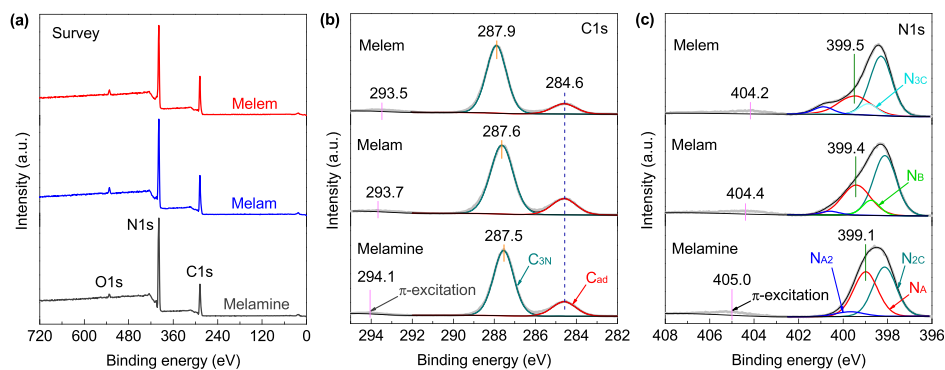 (a)
Survey
Melem
Melam
N1s
O1s
C1s
Melamine
720 600 480 360 240 120 0
Binding energy (eV)
Intensity (a.u.)
(b)
C1s
Melem
287.9
284.6
293.5
Melam
287.6
293.7
Melamine
287.5
294.1
π-excitation
C3N
Cad
294 292 290 288 286 284 282
Binding energy (eV)
Intensity (a.u.)
(c)
N1s
Melem
399.5
404.2
N3C
Melam
399.4
404.4
NB
Melamine
399.1
405.0
π-excitation
NA2
N2C
NA
408 406 404 402 400 398 396
Binding energy (eV)
Intensity (a.u.)